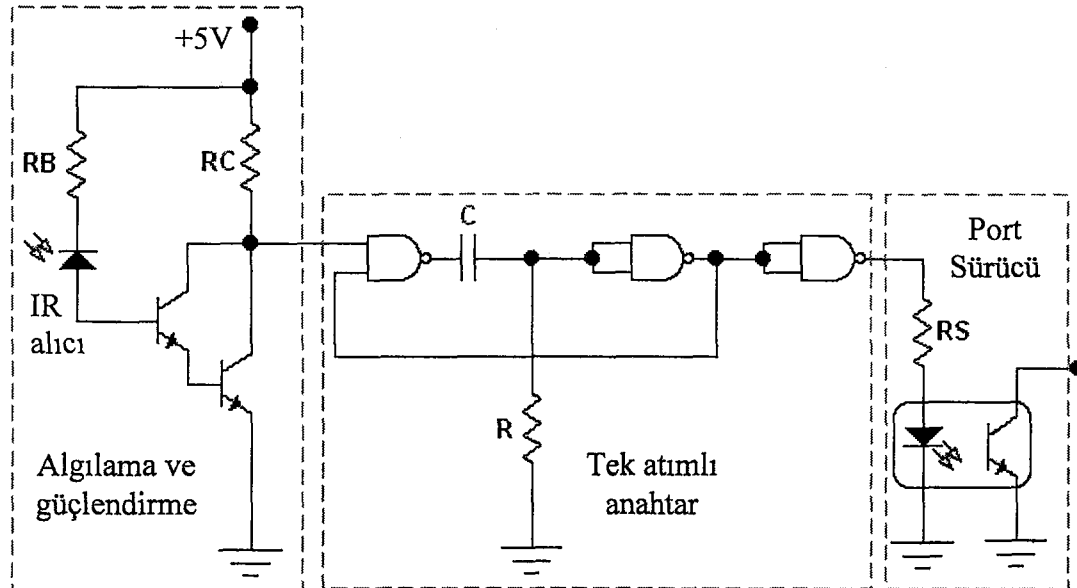 +5V
RB
RC
IR
alıcı
Algılama ve
güçlendirme
C
R
Tek atımlı
anahtar
Port
Sürücü
RS